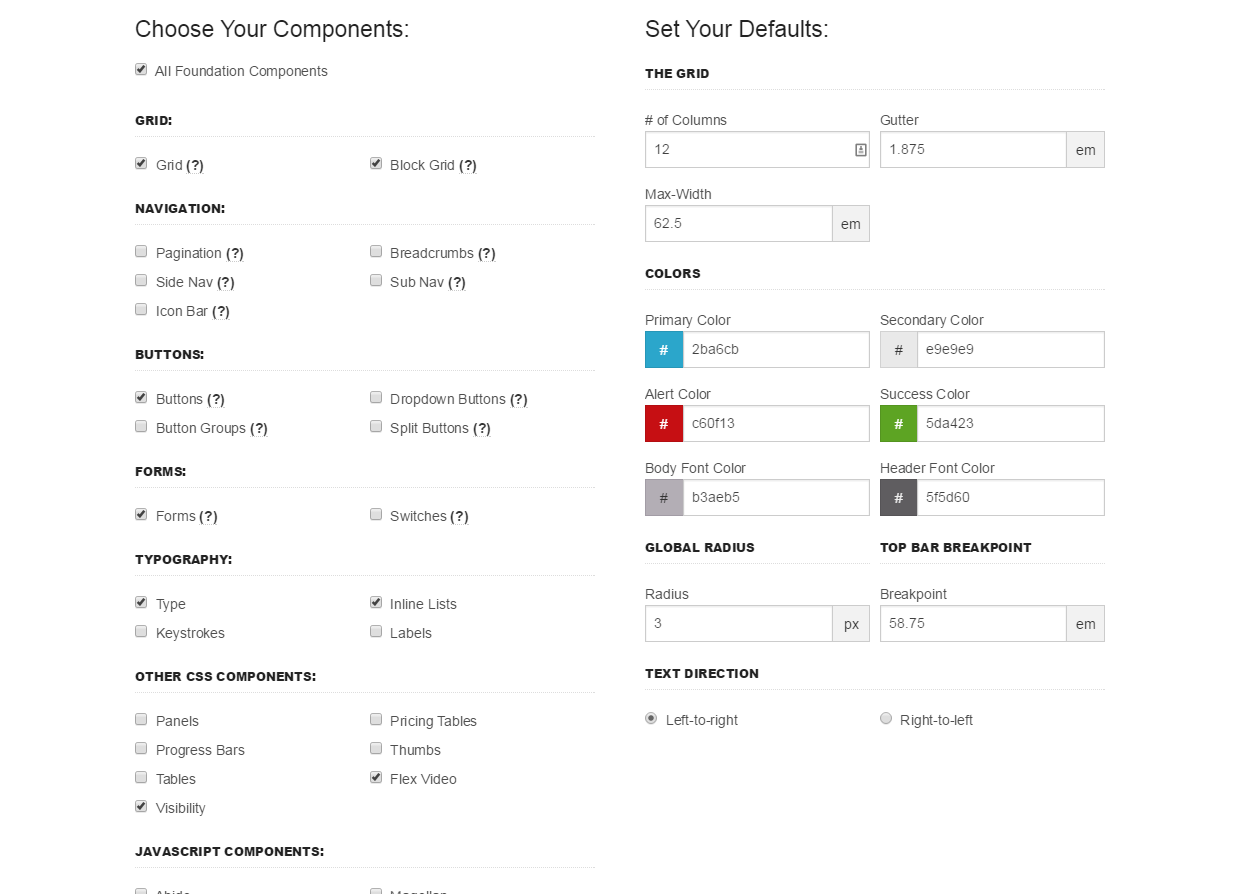 Choose Your Components:
All Foundation Components
GRID:
Grid (?)
Block Grid (?)
NAVIGATION:
Pagination (?)
Breadcrumbs (?)
Side Nav (?)
Sub Nav (?)
Icon Bar (?)
BUTTONS:
Buttons (?)
Dropdown Buttons (?)
Button Groups (?)
Split Buttons (?)
FORMS:
Forms (?)
Switches (?)
TYPOGRAPHY:
Type
Inline Lists
Keystrokes
Labels
OTHER CSS COMPONENTS:
Panels
Pricing Tables
Progress Bars
Thumbs
Tables
Flex Video
Visibility
JAVASCRIPT COMPONENTS:
Set Your Defaults:
THE GRID
# of Columns
Gutter
12
1.875 em
Max-Width
62.5 em
COLORS
Primary Color
Secondary Color
# 2ba6cb
# e9e9e9
Alert Color
Success Color
# c60f13
# 5da423
Body Font Color
Header Font Color
# b3aeb5
# 5f5d60
GLOBAL RADIUS
TOP BAR BREAKPOINT
Radius
Breakpoint
3 px
58.75 em
TEXT DIRECTION
Left-to-right
Right-to-left